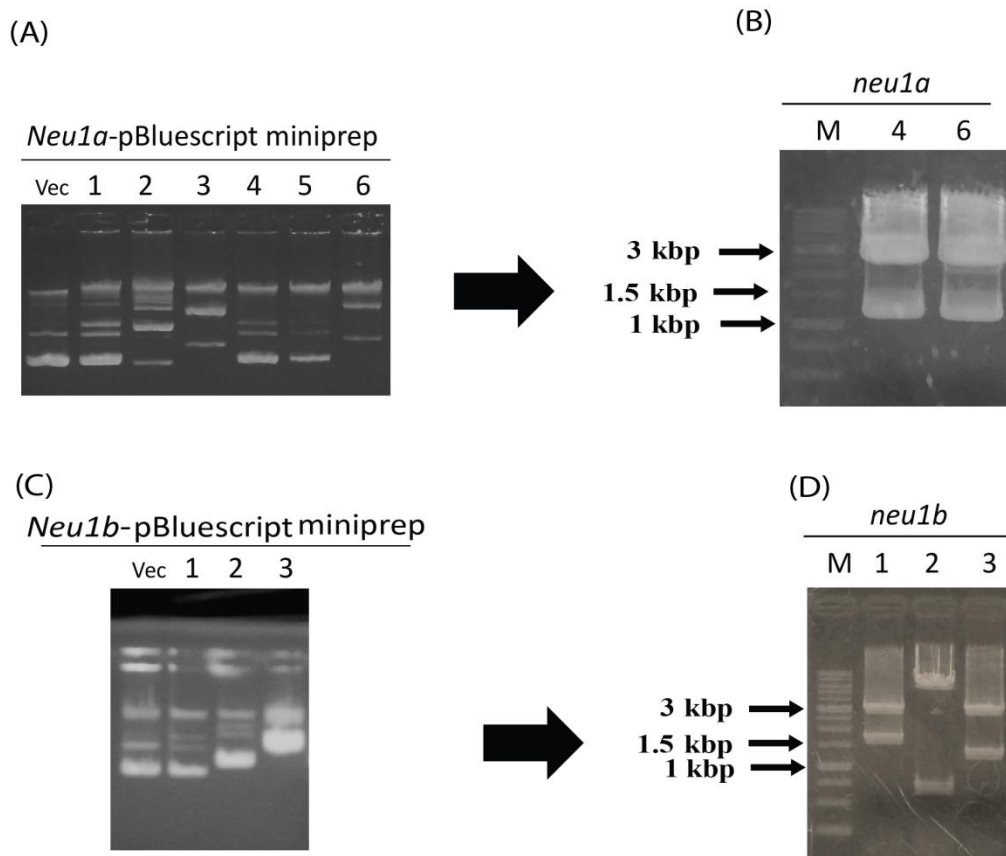 (A)
Neu1a-pBluescript miniprep
Vec 1 2 3 4 5 6
(B)
neu1a
M 4 6
3 kbp
1.5 kbp
1 kbp
(C)
Neu1b-pBluescript miniprep
Vec 1 2 3
(D)
neu1b
M 1 2 3
3 kbp
1.5 kbp
1 kbp